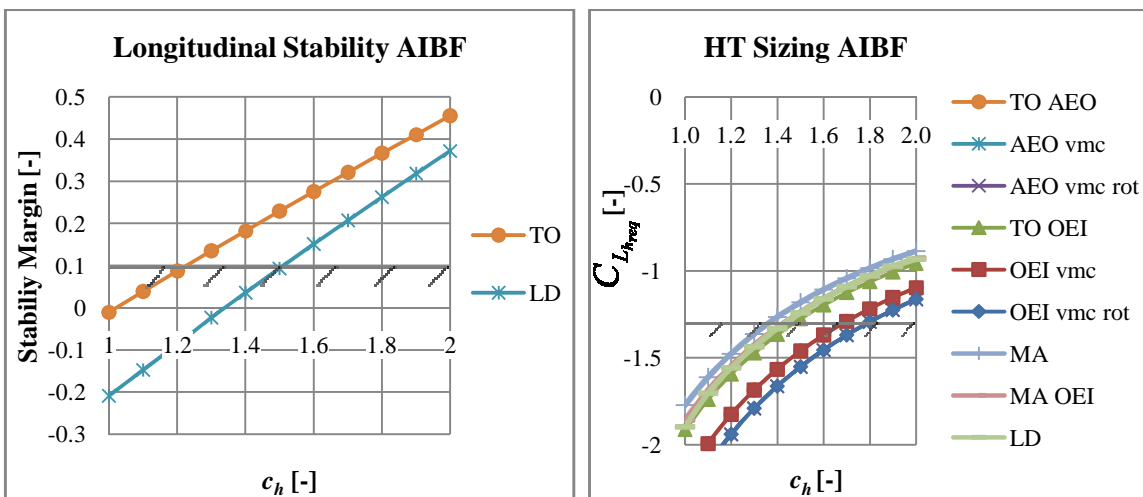 Longitudinal Stability AIBF
0.5
0.4
0.3
0.2
0.1
0
-0.1
-0.2
-0.3
1
1.2
1.4
1.6
1.8
2
Stabiliy Margin [-]
c_h [-]
TO
LD
HT Sizing AIBF
0
-0.5
-1
-1.5
-2
1.0
1.2
1.4
1.6
1.8
2.0
C_{L_{h_{req}}} [-]
c_h [-]
TO AEO
AEO vmc
AEO vmc rot
TO OEI
OEI vmc
OEI vmc rot
MA
MA OEI
LD